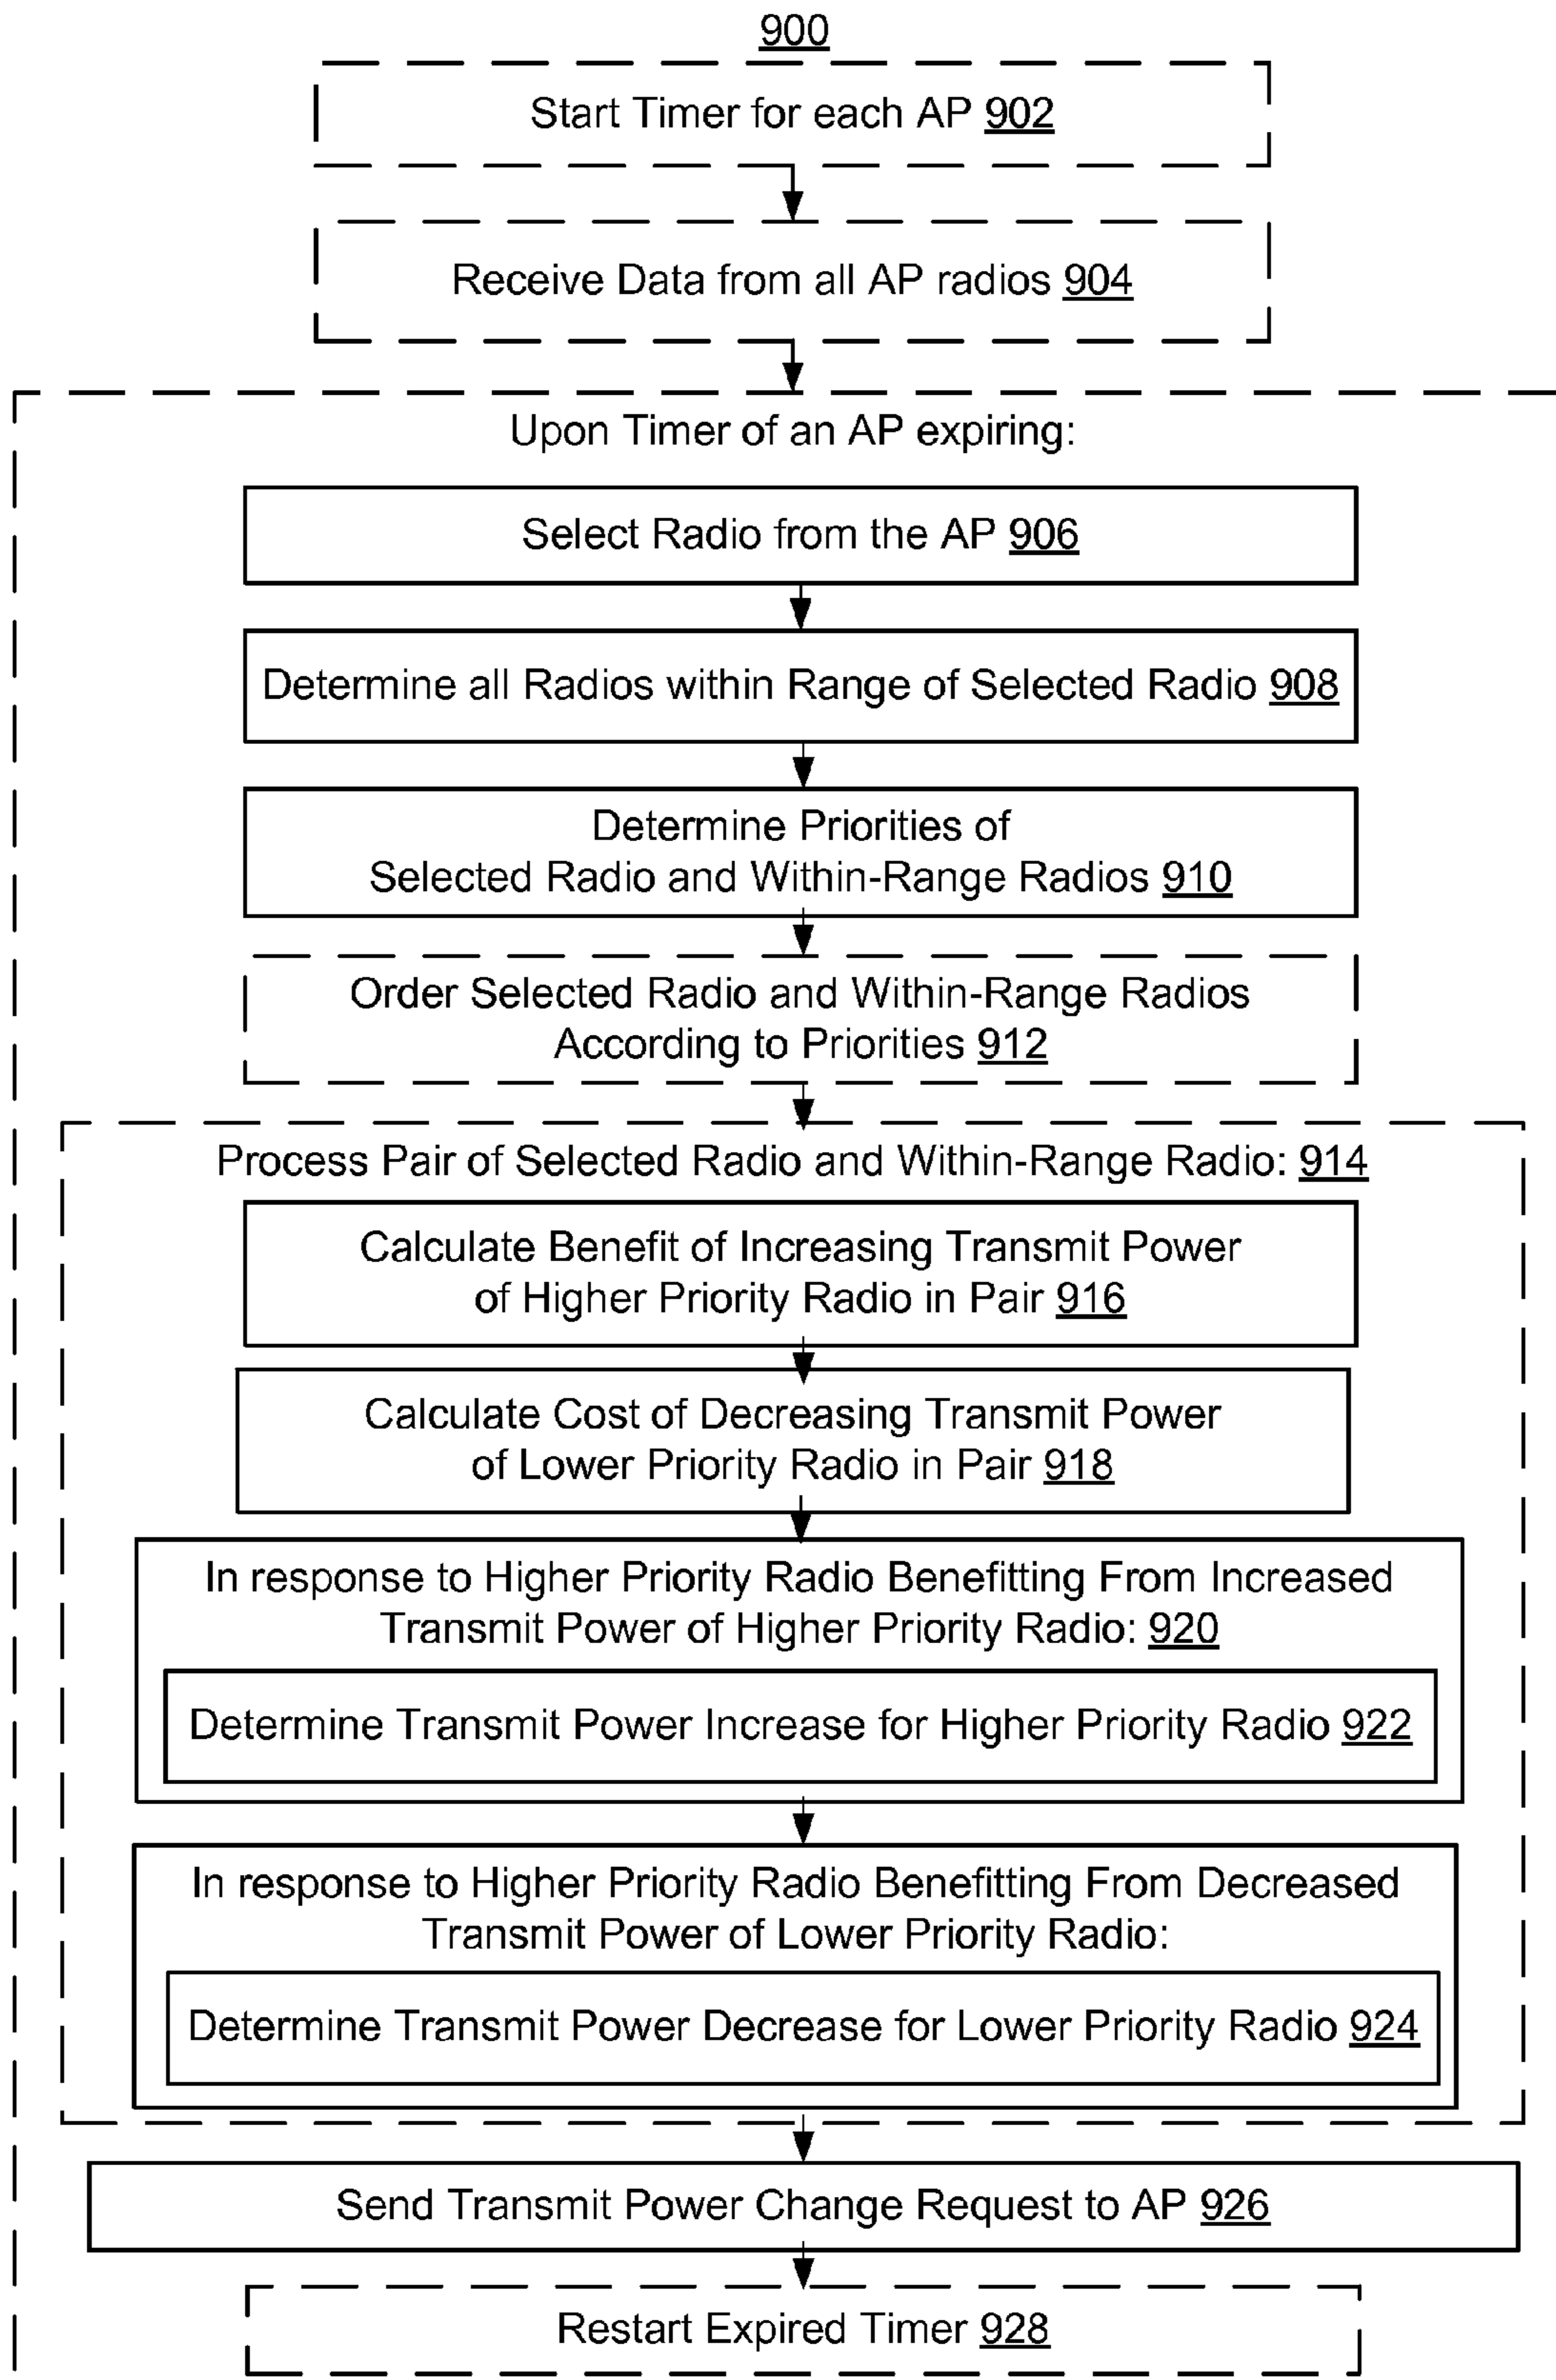 900
Start Timer for each AP 902
Receive Data from all AP radios 904
Upon Timer of an AP expiring:
Select Radio from the AP 906
Determine all Radios within Range of Selected Radio 908
Determine Priorities of
Selected Radio and Within-Range Radios 910
Order Selected Radio and Within-Range Radios
According to Priorities 912
Process Pair of Selected Radio and Within-Range Radio: 914
Calculate Benefit of Increasing Transmit Power
of Higher Priority Radio in Pair 916
Calculate Cost of Decreasing Transmit Power
of Lower Priority Radio in Pair 918
In response to Higher Priority Radio Benefitting From Increased
Transmit Power of Higher Priority Radio: 920
Determine Transmit Power Increase for Higher Priority Radio 922
In response to Higher Priority Radio Benefitting From Decreased
Transmit Power of Lower Priority Radio:
Determine Transmit Power Decrease for Lower Priority Radio 924
Send Transmit Power Change Request to AP 926
Restart Expired Timer 928